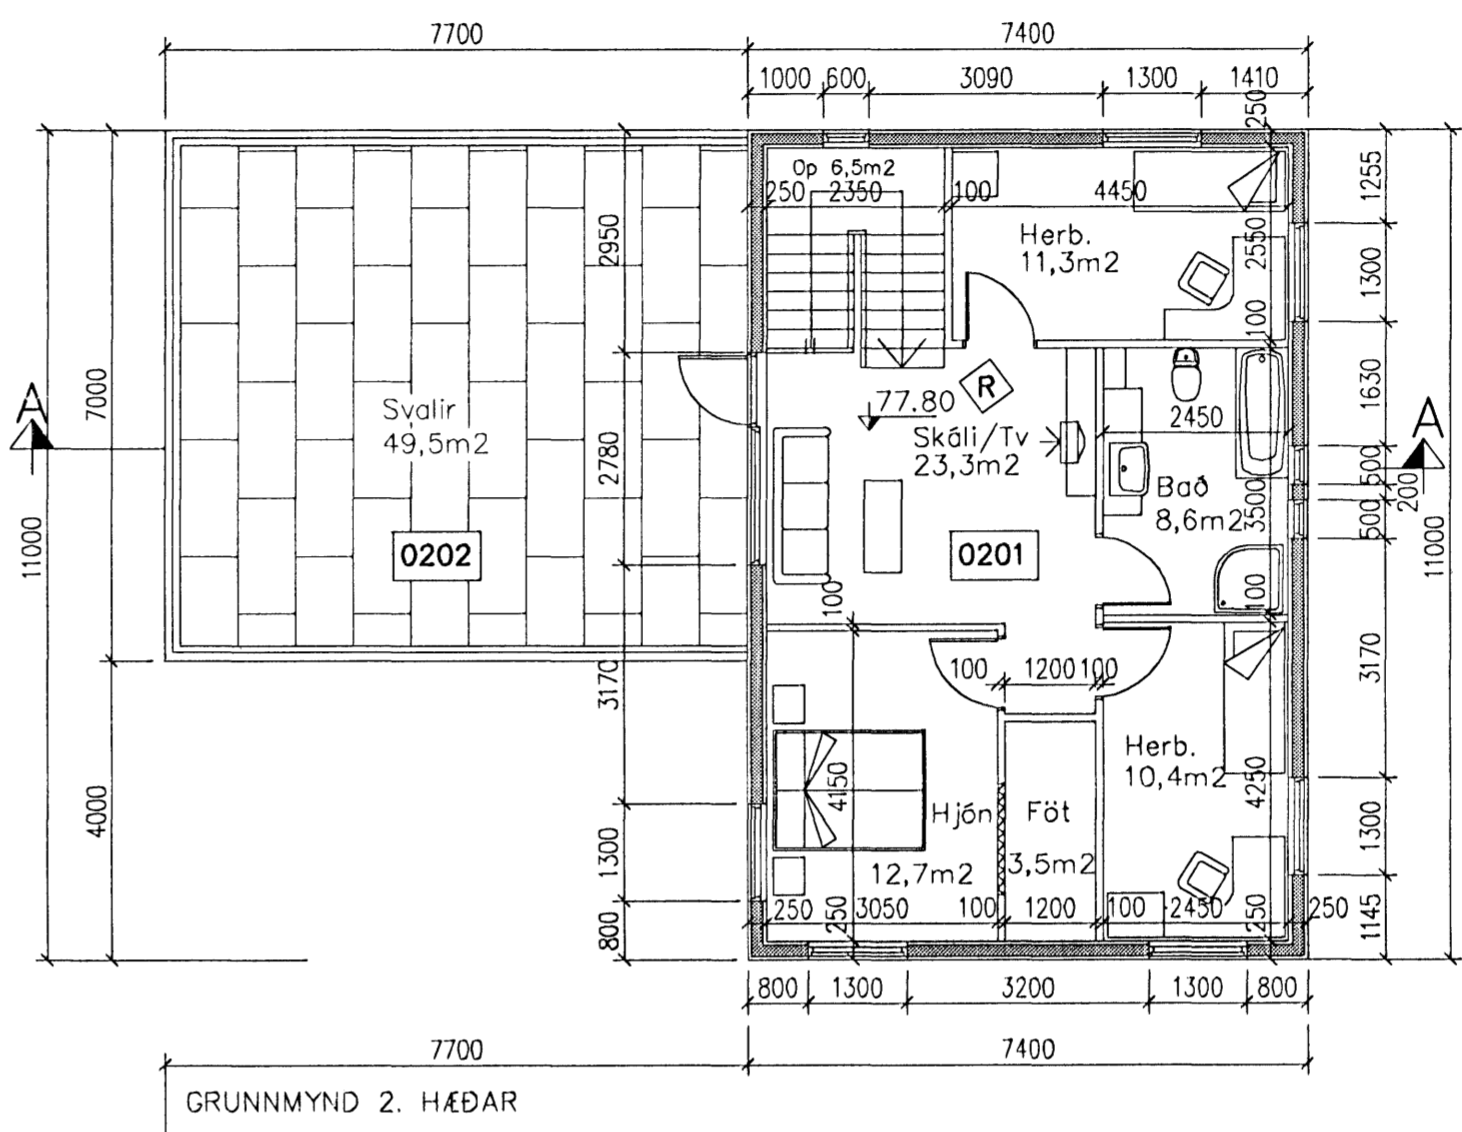 7700 7400
1000 600 3090 1300 1410
250
Op 6,5m2
250 2350 100 4450
1255
2950
Herb.
11,3m2
2550
1300
100
7000
Svalir
49,5m2
R
77.80
1630
A
A
2450
Skáli/Tv
23,3m2
2780
500
200
Bað
8,6m2
3500
500
11000
11000
0202
0201
100
100
3170
100 1200 100
3170
4000
Herb.
10,4m2
4150
4250
Hjón
12,7m2
Föt
3,5m2
1300
1300
250 3050 100 1200 100 2450 250
250
250
800
1145
800 1300 3200 1300 800
7700 7400
GRUNNMYND 2. HÆÐAR